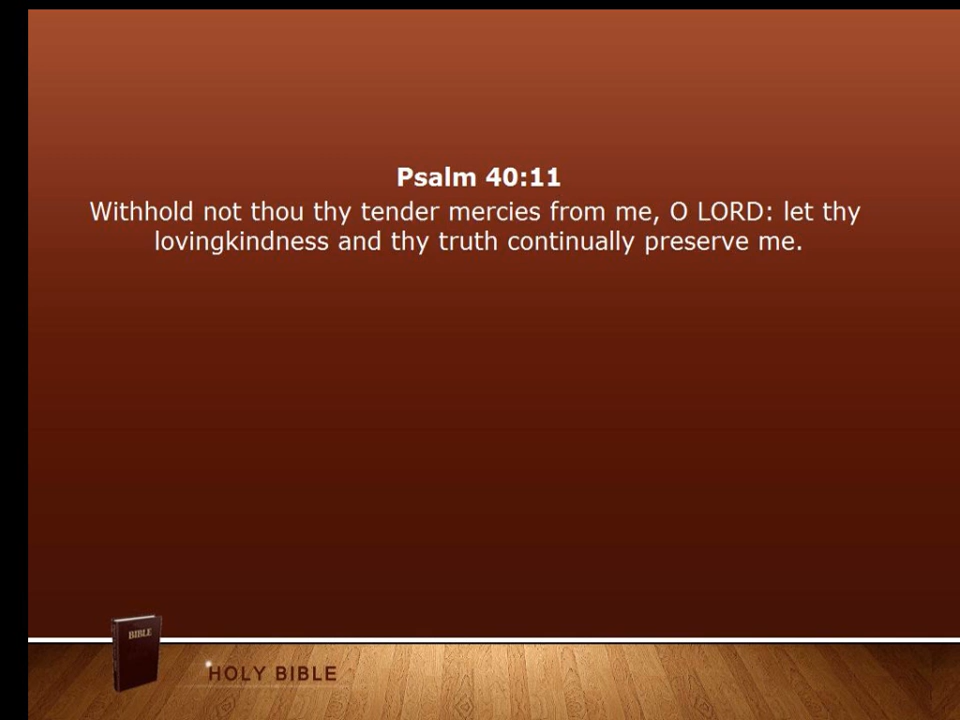 Psalm 40:11
Withhold not thou thy tender mercies from me, O LORD: let thy
lovingkindness and thy truth continually preserve me.
BIBLE
HOLY BIBLE